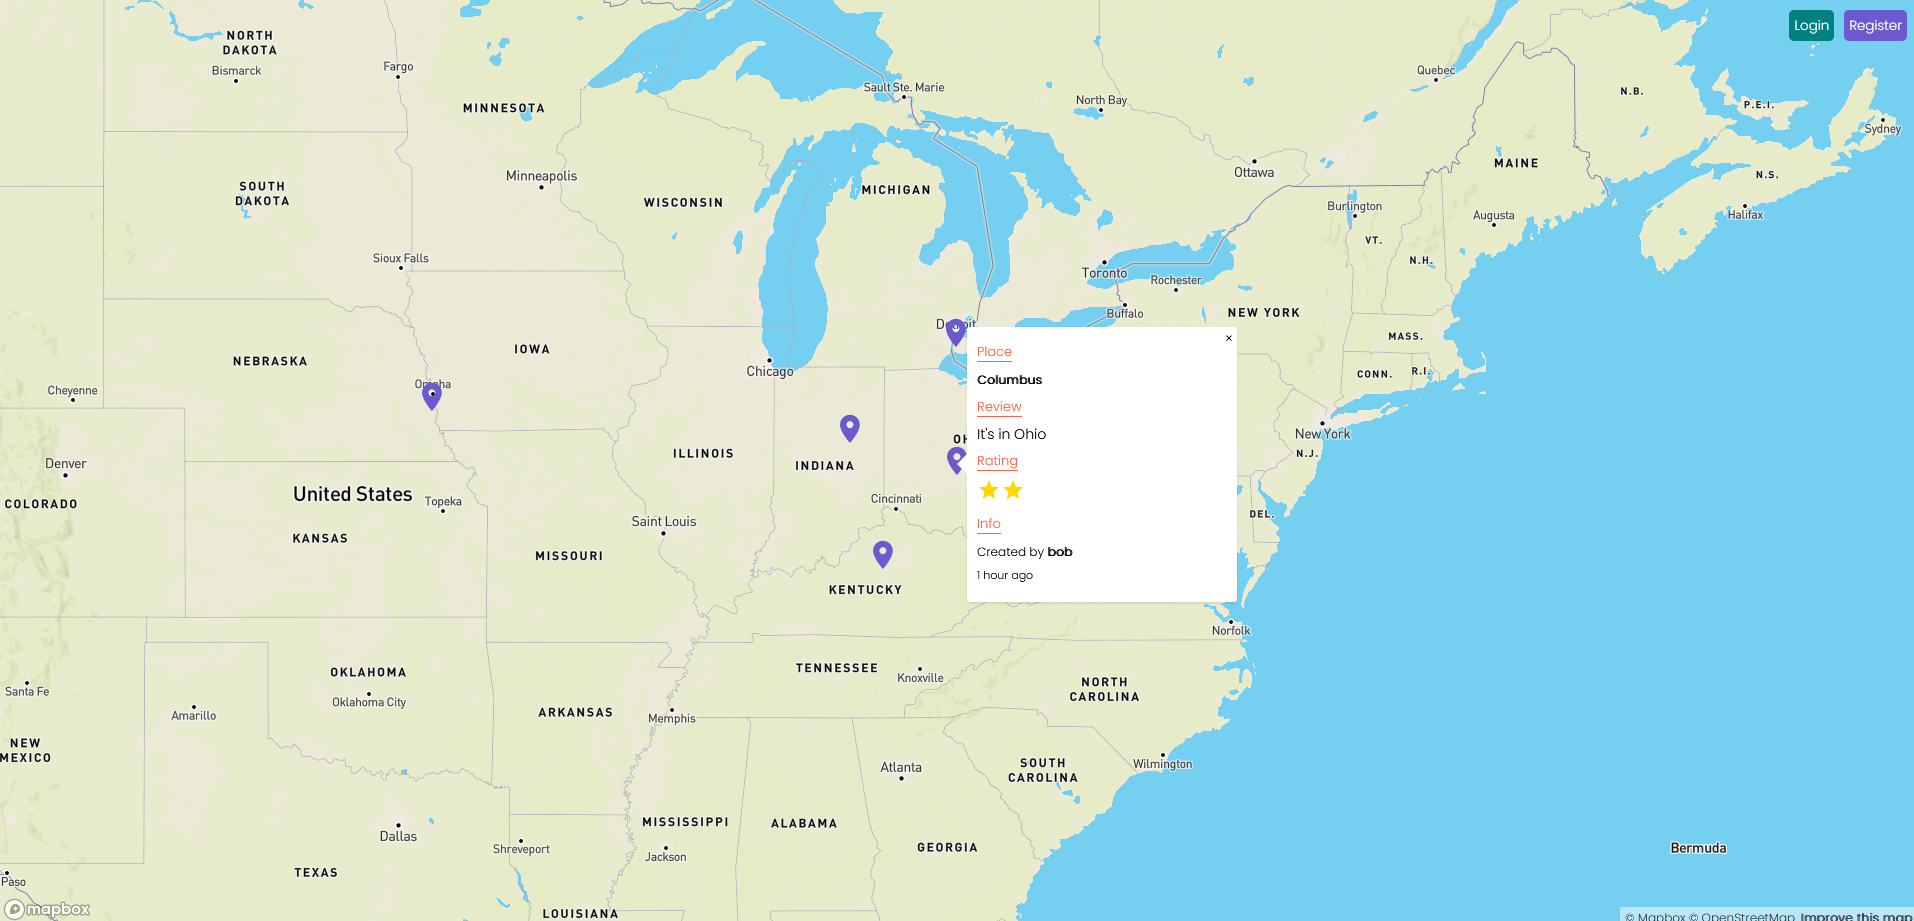 Login
Register
NORTH
DAKOTA
Bismarck
Fargo
MINNESOTA
Sault Ste. Marie
North Bay
Quebec
N.B.
P.E.I.
Sydney
Minneapolis
SOUTH
DAKOTA
WISCONSIN
MICHIGAN
Ottawa
MAINE
N.S.
Burlington
Augusta
Halifax
VT.
N.H.
Sioux Falls
Toronto
Rochester
Buffalo
NEW YORK
MASS.
CONN.
R.I.
NEBRASKA
IOWA
Chicago
Omaha
Cheyenne
Place
Columbus
Review
It's in Ohio
Rating
Info
Created by bob
1 hour ago
New York
N.J.
DEL.
Denver
COLORADO
United States
Topeka
KANSAS
ILLINOIS
INDIANA
Cincinnati
Saint Louis
MISSOURI
KENTUCKY
Norfolk
OKLAHOMA
Oklahoma City
TENNESSEE
Knoxville
NORTH
CAROLINA
Santa Fe
Amarillo
ARKANSAS
Memphis
NEW
MEXICO
Atlanta
SOUTH
CAROLINA
Wilmington
Dallas
MISSISSIPPI
ALABAMA
Shreveport
Jackson
GEORGIA
Bermuda
TEXAS
Paso
LOUISIANA
mapbox
© Mapbox © OpenStreetMap Improve this map